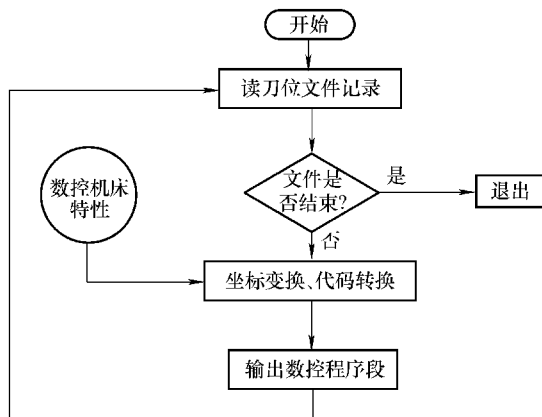 开始
读刀位文件记录
文件是
否结束?
是
退出
数控机床
特性
否
坐标变换、代码转换
输出数控程序段